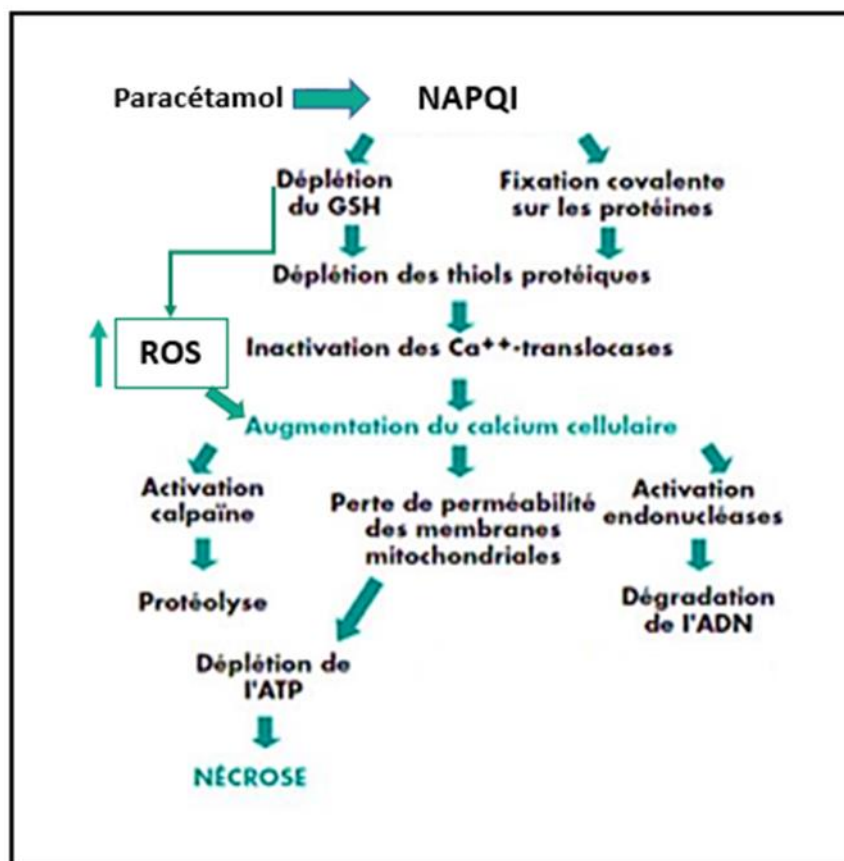 Paracétamol
NAPQI
Déplétion
du GSH
Fixation covalente
sur les protéines
Déplétion des thiols protéiques
ROS
Inactivation des Ca⁺⁺-translocases
Augmentation du calcium cellulaire
Activation
calpaïne
Perte de perméabilité
des membranes
mitochondriales
Activation
endonucléases
Protéolyse
Dégradation
de l'ADN
Déplétion de
l'ATP
NÉCROSE